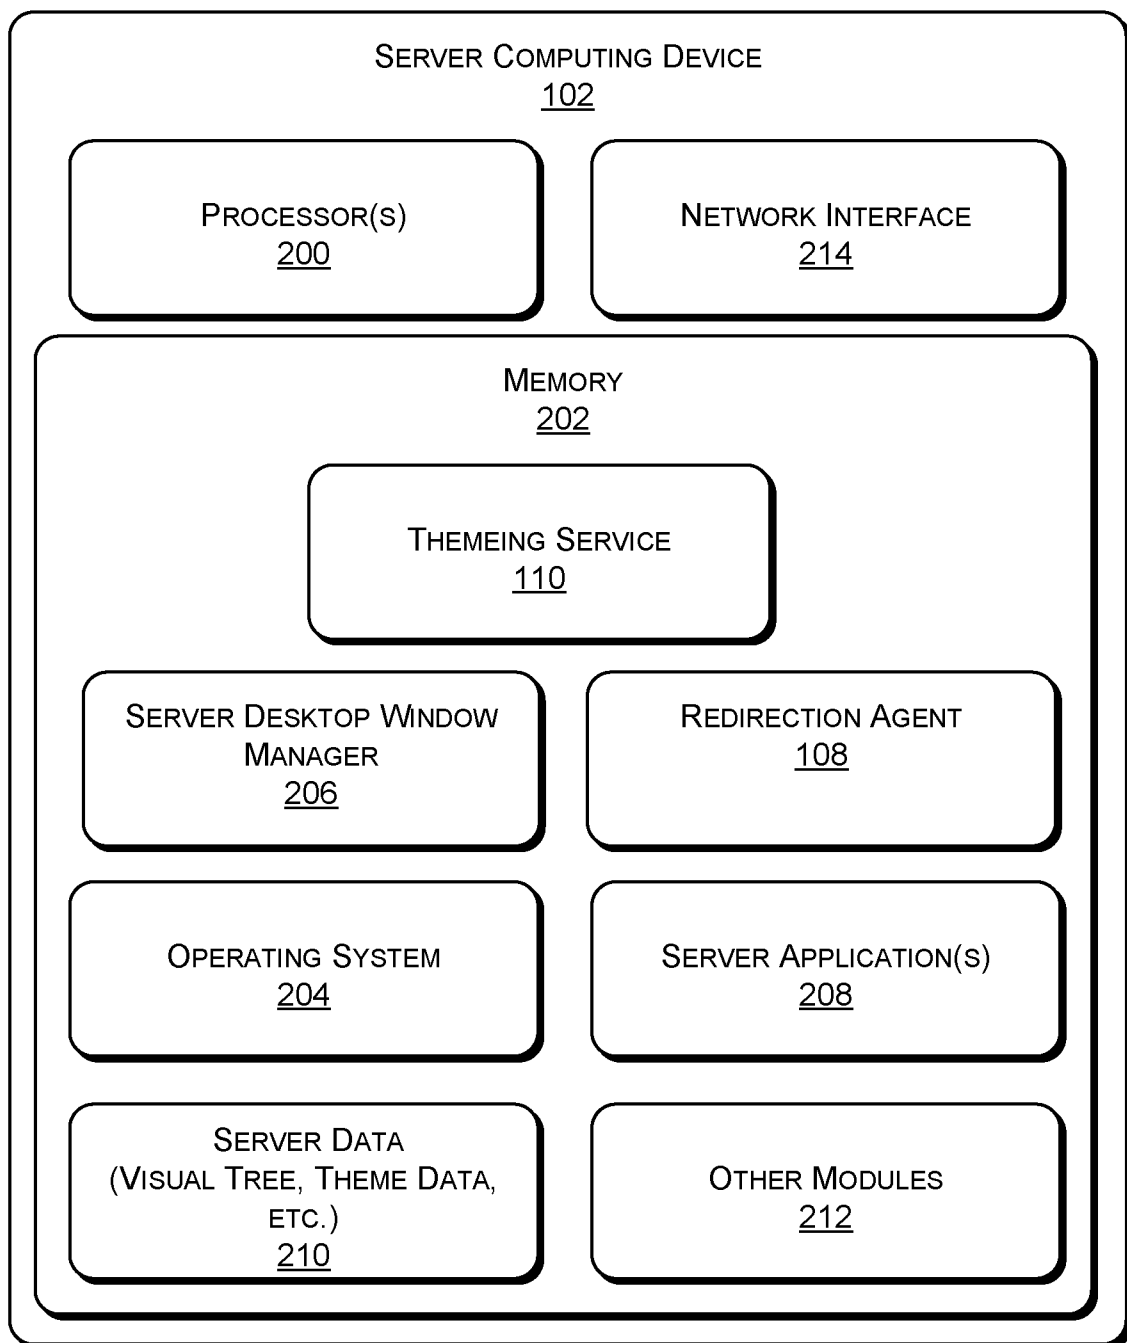 SERVER COMPUTING DEVICE
102
PROCESSOR(S)
200
NETWORK INTERFACE
214
MEMORY
202
THEMEING SERVICE
110
SERVER DESKTOP WINDOW
MANAGER
206
REDIRECTION AGENT
108
OPERATING SYSTEM
204
SERVER APPLICATION(S)
208
SERVER DATA
(VISUAL TREE, THEME DATA,
ETC.)
210
OTHER MODULES
212